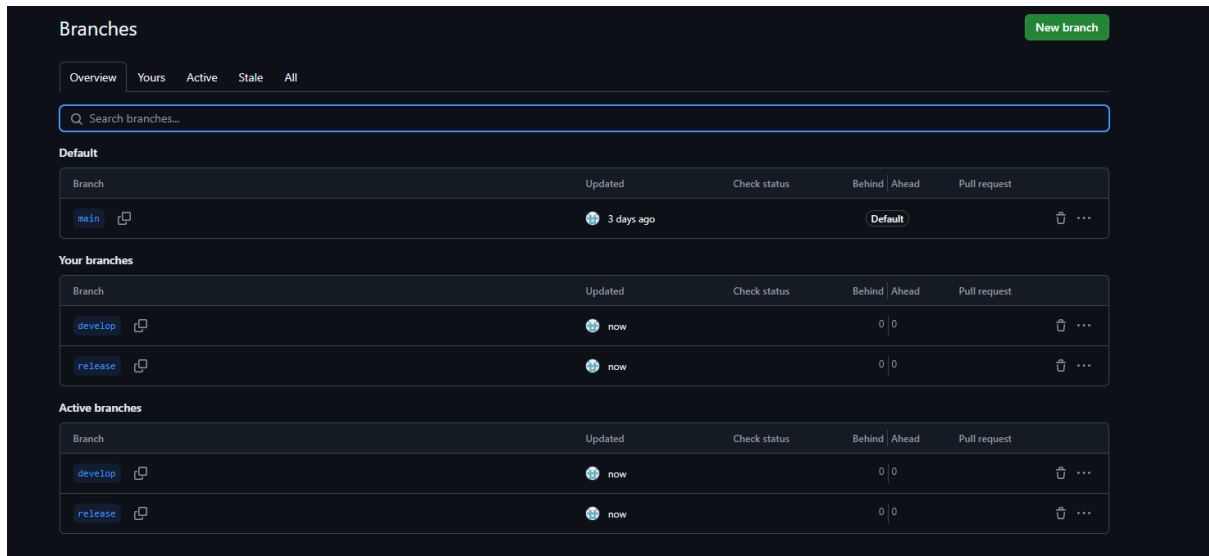 Branches New branch
Overview Yours Active Stale All
Search branches...
Default
Branch Updated Check status Behind Ahead Pull request
main 3 days ago Default
Your branches
Branch Updated Check status Behind Ahead Pull request
develop now 0 0
release now 0 0
Active branches
Branch Updated Check status Behind Ahead Pull request
develop now 0 0
release now 0 0